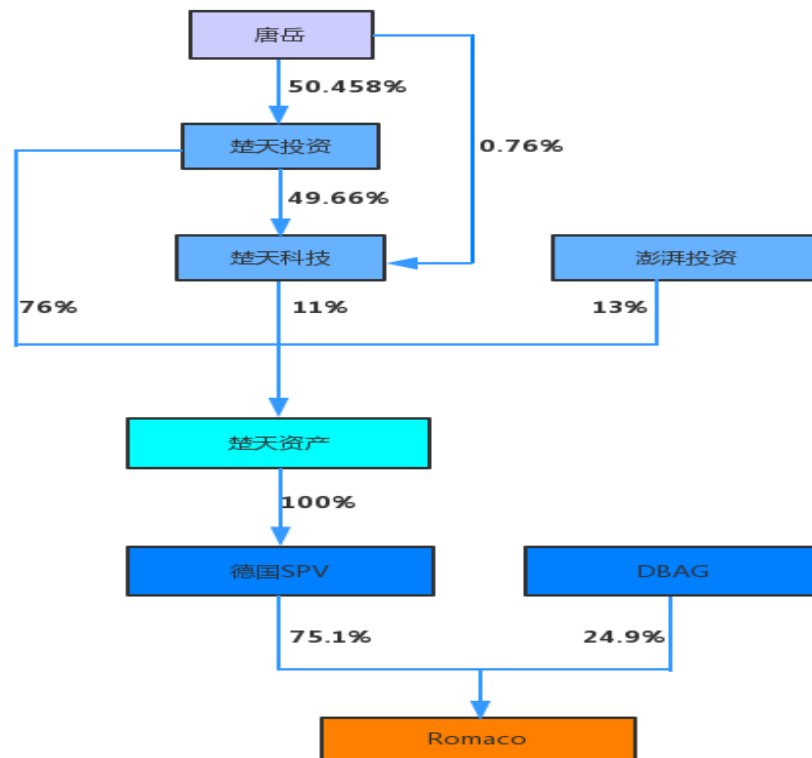 唐岳
50.458%
楚天投资
0.76%
49.66%
楚天科技
澎湃投资
76%
11%
13%
楚天资产
100%
德国SPV
DBAG
75.1%
24.9%
Romaco